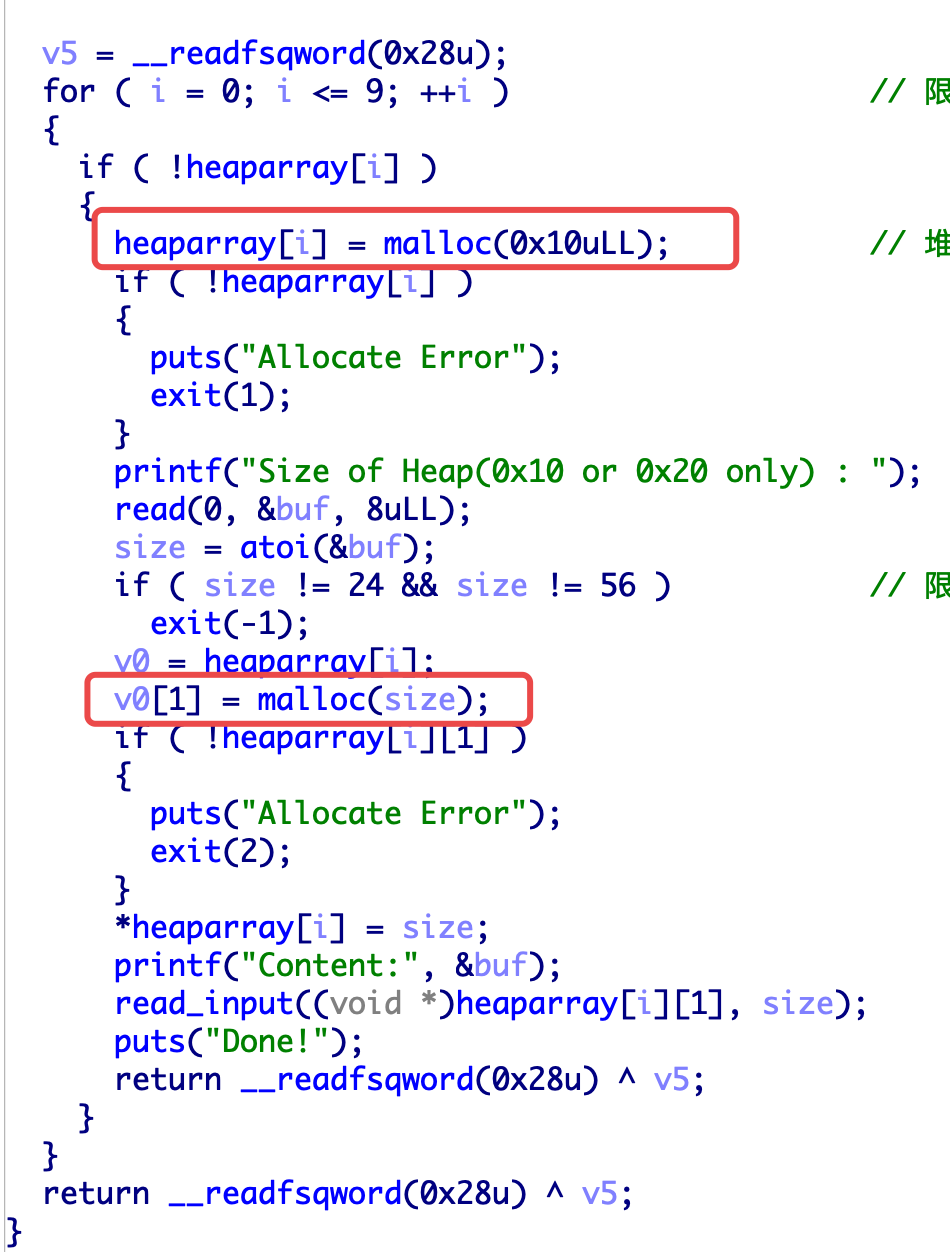 v5 = __readfsqword(0x28u);
for ( i = 0; i <= 9; ++i ) // 限
{
if ( !heaparray[i] )
{
heaparray[i] = malloc(0x10uLL); // 堆
if ( !heaparray[i] )
{
puts("Allocate Error");
exit(1);
}
printf("Size of Heap(0x10 or 0x20 only) : ");
read(0, &buf, 8uLL);
size = atoi(&buf);
if ( size != 24 && size != 56 ) // 限
exit(-1);
v0 = heaparray[i];
v0[1] = malloc(size);
if ( !heaparray[i][1] )
{
puts("Allocate Error");
exit(2);
}
*heaparray[i] = size;
printf("Content:", &buf);
read_input((void *)heaparray[i][1], size);
puts("Done!");
return __readfsqword(0x28u) ^ v5;
}
}
return __readfsqword(0x28u) ^ v5;
}